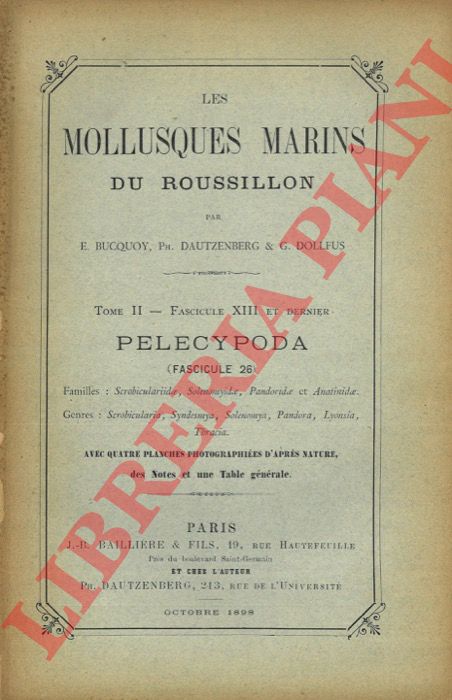 LES
MOLLUSQUES MARINS
DU ROUSSILLON
PAR
E. BUCQUOY, Ph. DAUTZENBERG & G. DOLLFUS
Tome II — Fascicule XIII et dernier
PELECYPODA
(FASCICULE 26)
Familles : Scrobiculariidæ, Solenomyidæ, Pandoridæ et Anatinidæ.
Genres : Scrobicularia, Syndesmya, Solenomya, Pandora, Lyonsia,
Thracia.
AVEC QUATRE PLANCHES PHOTOGRAPHIÉES D'APRÈS NATURE,
des Notes et une Table générale.
PARIS
J.-B. BAILLIERE & FILS, 19, rue Hautefeuille
Près du boulevard Saint-Germain
ET CHEZ L'AUTEUR
Ph. DAUTZENBERG, 213, rue de l'Université
OCTOBRE 1898
LIBRERIA PIANI